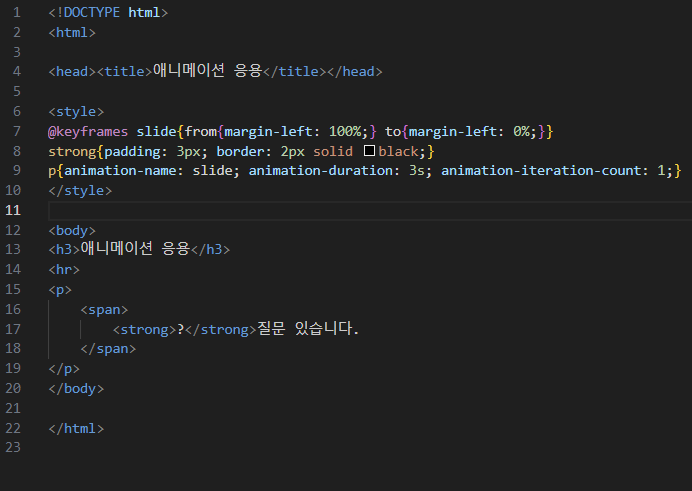 1 <!DOCTYPE html>
2 <html>
3
4 <head><title>애니메이션 응용</title></head>
5
6 <style>
7 @keyframes slide{from{margin-left: 100%;} to{margin-left: 0%;}}
8 strong{padding: 3px; border: 2px solid black;}
9 p{animation-name: slide; animation-duration: 3s; animation-iteration-count: 1;}
10 </style>
11
12 <body>
13 <h3>애니메이션 응용</h3>
14 <hr>
15 <p>
16     <span>
17         <strong>?</strong>질문 있습니다.
18     </span>
19 </p>
20 </body>
21
22 </html>
23